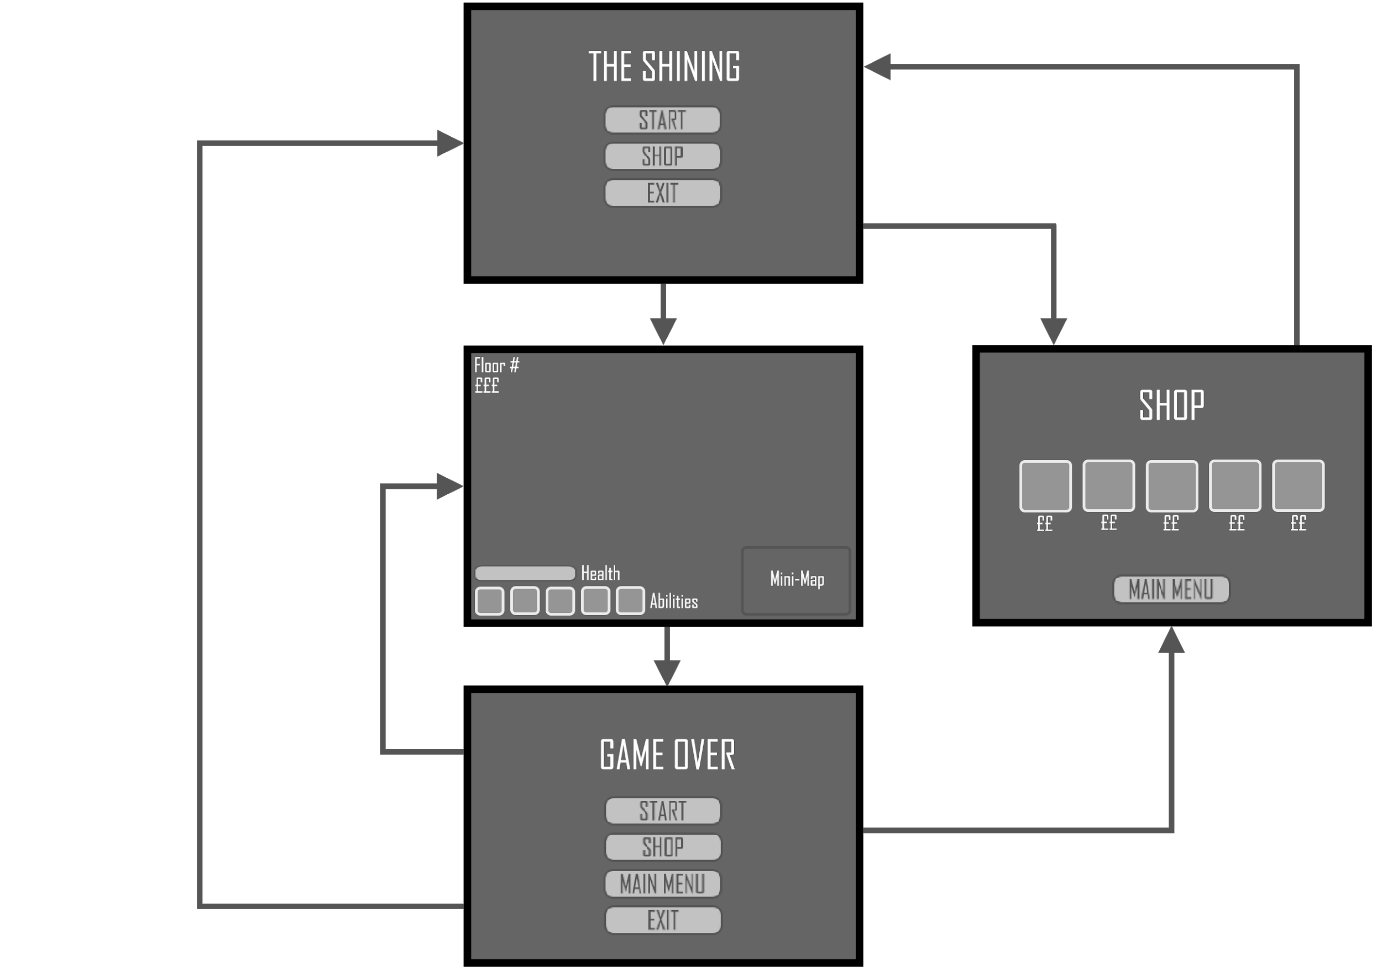 THE SHINING
START
SHOP
EXIT
Floor #
£££
Health
Abilities
Mini-Map
SHOP
££ ££ ££ ££ ££
MAIN MENU
GAME OVER
START
SHOP
MAIN MENU
EXIT